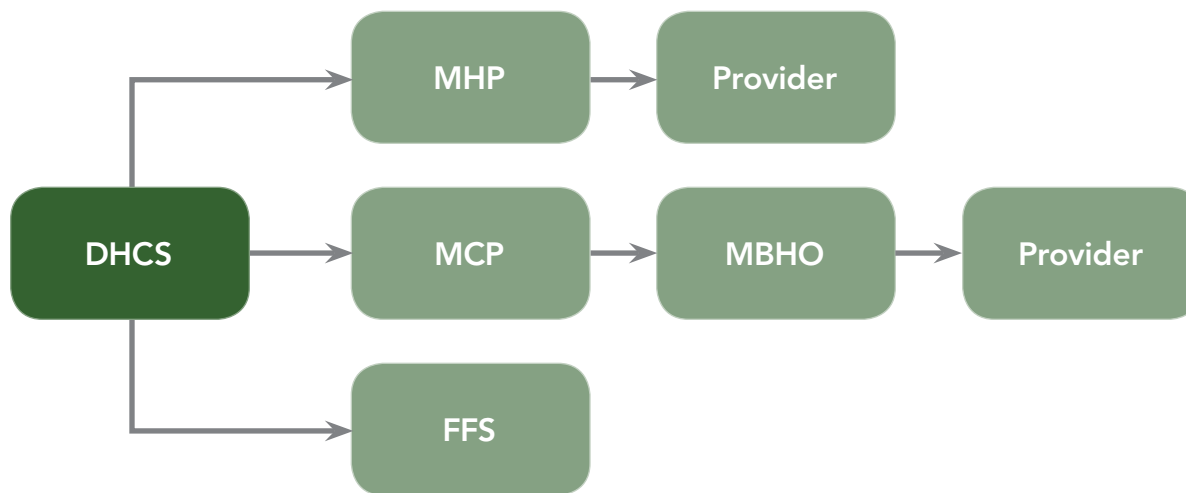 MHP
Provider
DHCS
MCP
MBHO
Provider
FFS